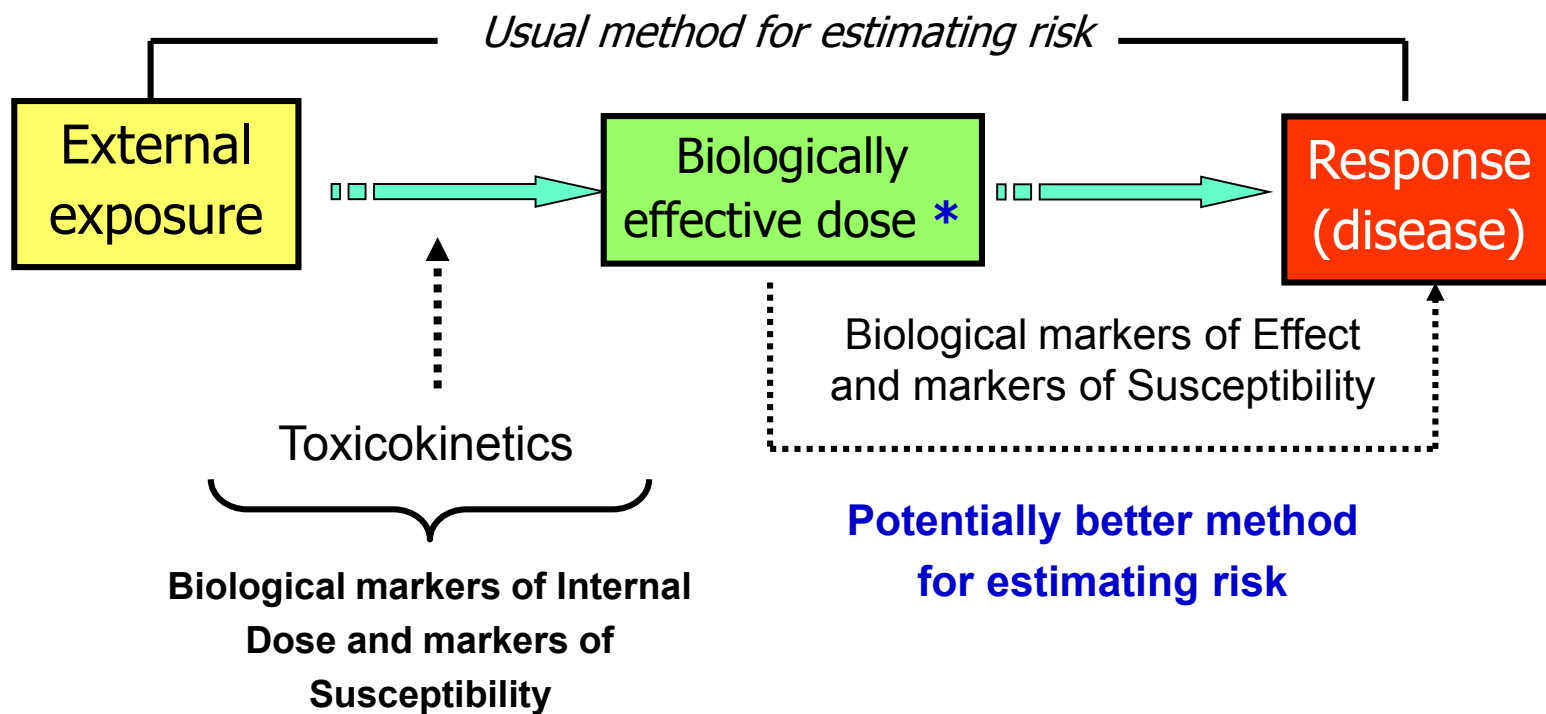 Usual method for estimating risk
External
exposure
Biologically
effective dose *
Response
(disease)
Biological markers of Effect
and markers of Susceptibility
Toxicokinetics
Potentially better method
for estimating risk
Biological markers of Internal
Dose and markers of
Susceptibility